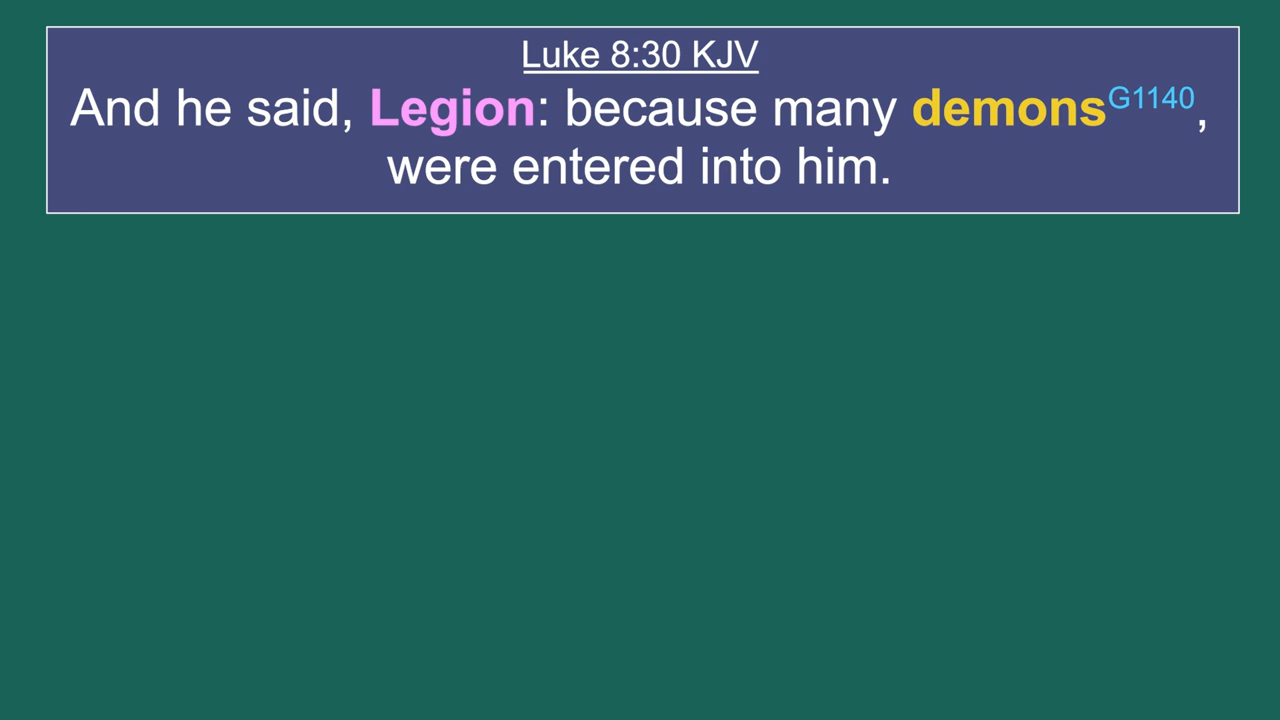 Luke 8:30 KJV
And he said, Legion: because many demonsG1140,
were entered into him.